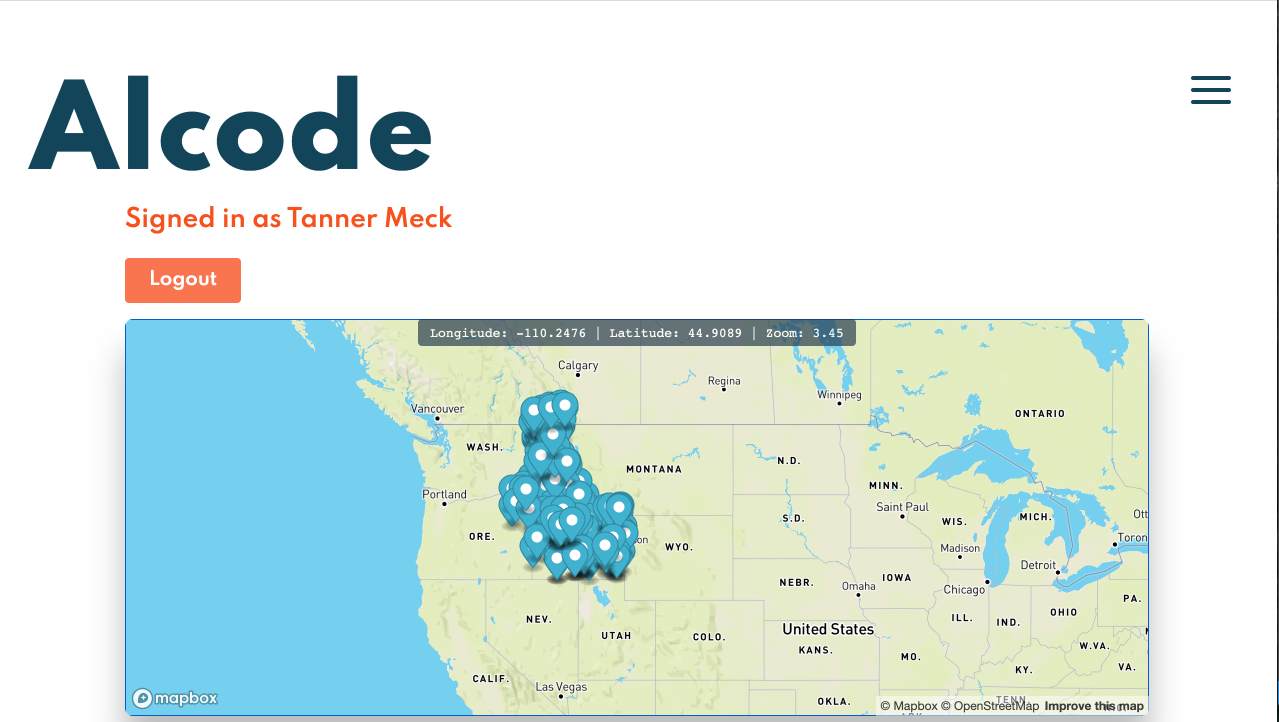 Alcode
Signed in as Tanner Meck
Logout
Longitude: -110.2476 | Latitude: 44.9089 | Zoom: 3.45
Calgary
Regina
Winnipeg
Vancouver
ONTARIO
WASH.
MONTANA
N.D.
MINN.
Portland
Saint Paul
Ott
ORE.
S.D.
WIS.
MICH.
Toron
on
WYO.
Madison
Detroit
NEBR.
Omaha
IOWA
Chicago
PA.
NEV.
UTAH
COLO.
United States
ILL.
IND.
OHIO
KANS.
MO.
W.VA.
KY.
VA.
CALIF.
Las Vegas
mapbox
OKLA.
TENN.
© Mapbox © OpenStreetMap Improve this map